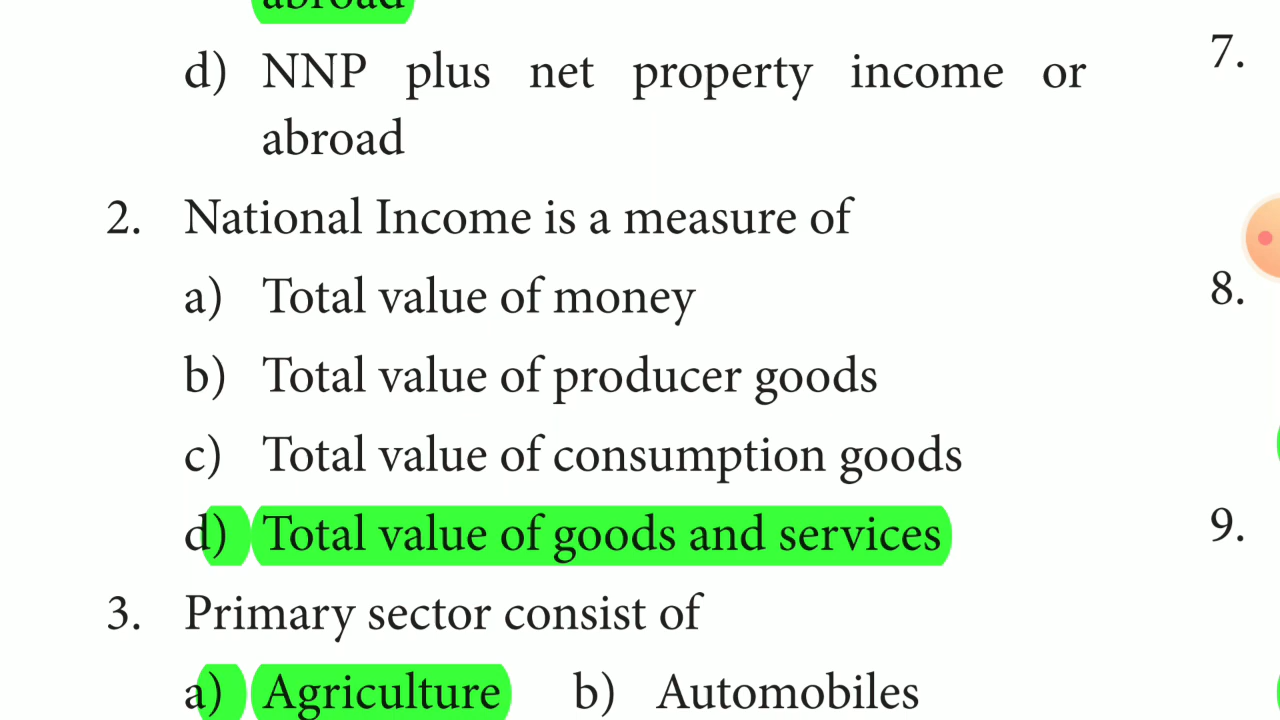 abroad
d) NNP plus net property income or
abroad
2. National Income is a measure of
a) Total value of money
b) Total value of producer goods
c) Total value of consumption goods
d) Total value of goods and services
3. Primary sector consist of
a) Agriculture b) Automobiles
7.
8.
9.